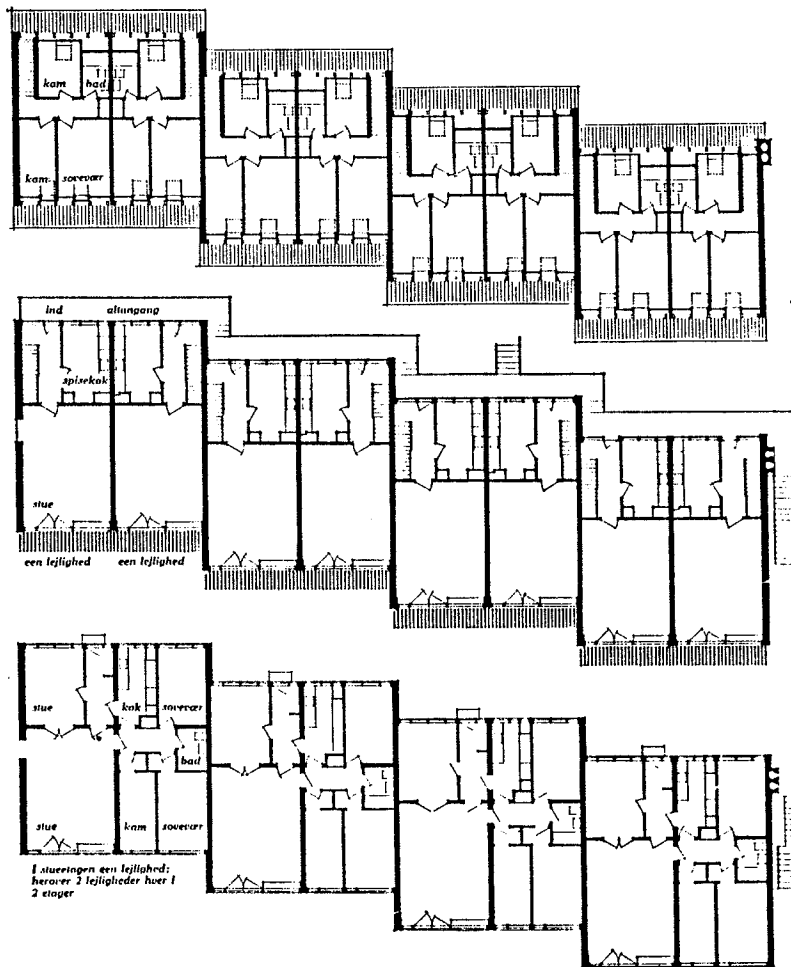 kam bad
kam sovevær
ind altangang
spisekøk
stue
een lejlighed een lejlighed
stue køk sovevær
bad
stue kam sovevær
I stueetagen een lejlighed;
herover 2 lejligheder hver i
2 etager